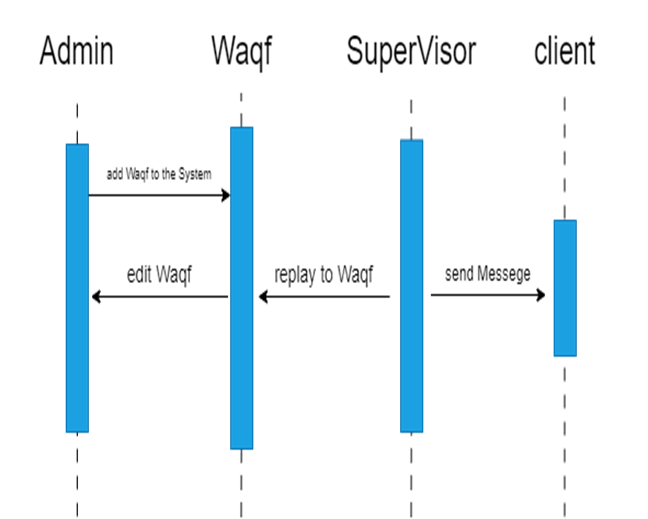 Admin
Waqf
SuperVisor
client
add Waqf to the System
edit Waqf
replay to Waqf
send Messege